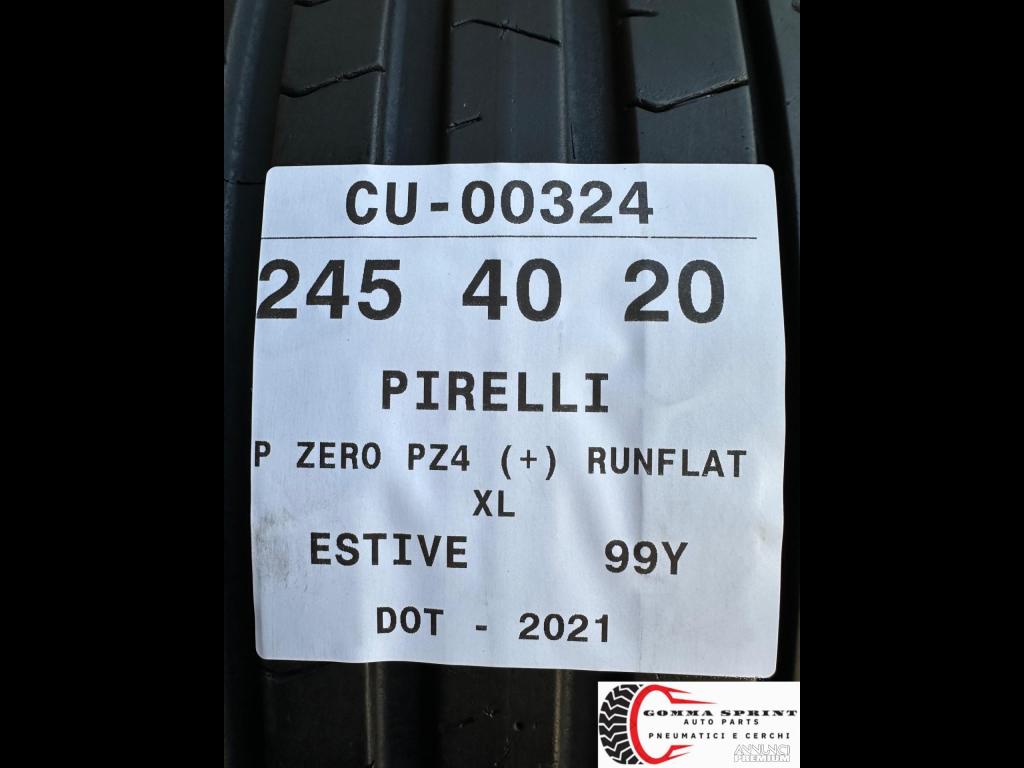 CU-00324
245 40 20
PIRELLI
P ZERO PZ4 (+) RUNFLAT
XL
ESTIVE 99Y
DOT - 2021
GOMMA SPRINT
AUTO PARTS
PNEUMATICI E CERCHI
ANNUNCI
PREMIUM